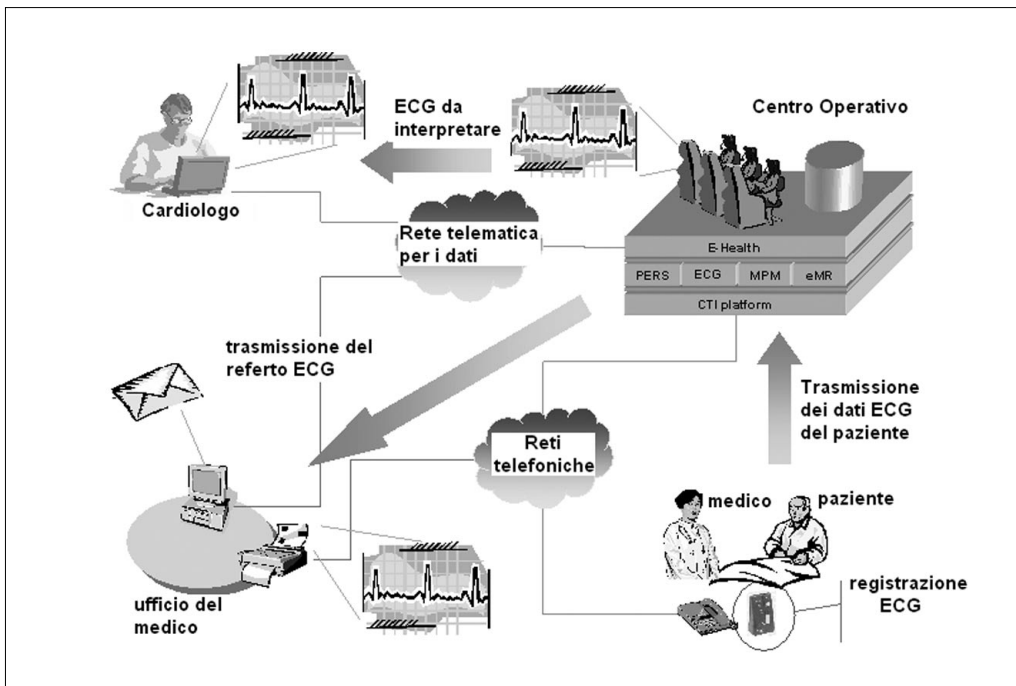 ECG da
interpretare
Centro Operativo
Cardiologo
Rete telematica
per i dati
E-Health
PERS ECG MPM eMR
CTI platform
trasmissione del
referto ECG
Trasmissione
dei dati ECG
del paziente
Reti
telefoniche
medico
paziente
registrazione
ECG
ufficio del
medico